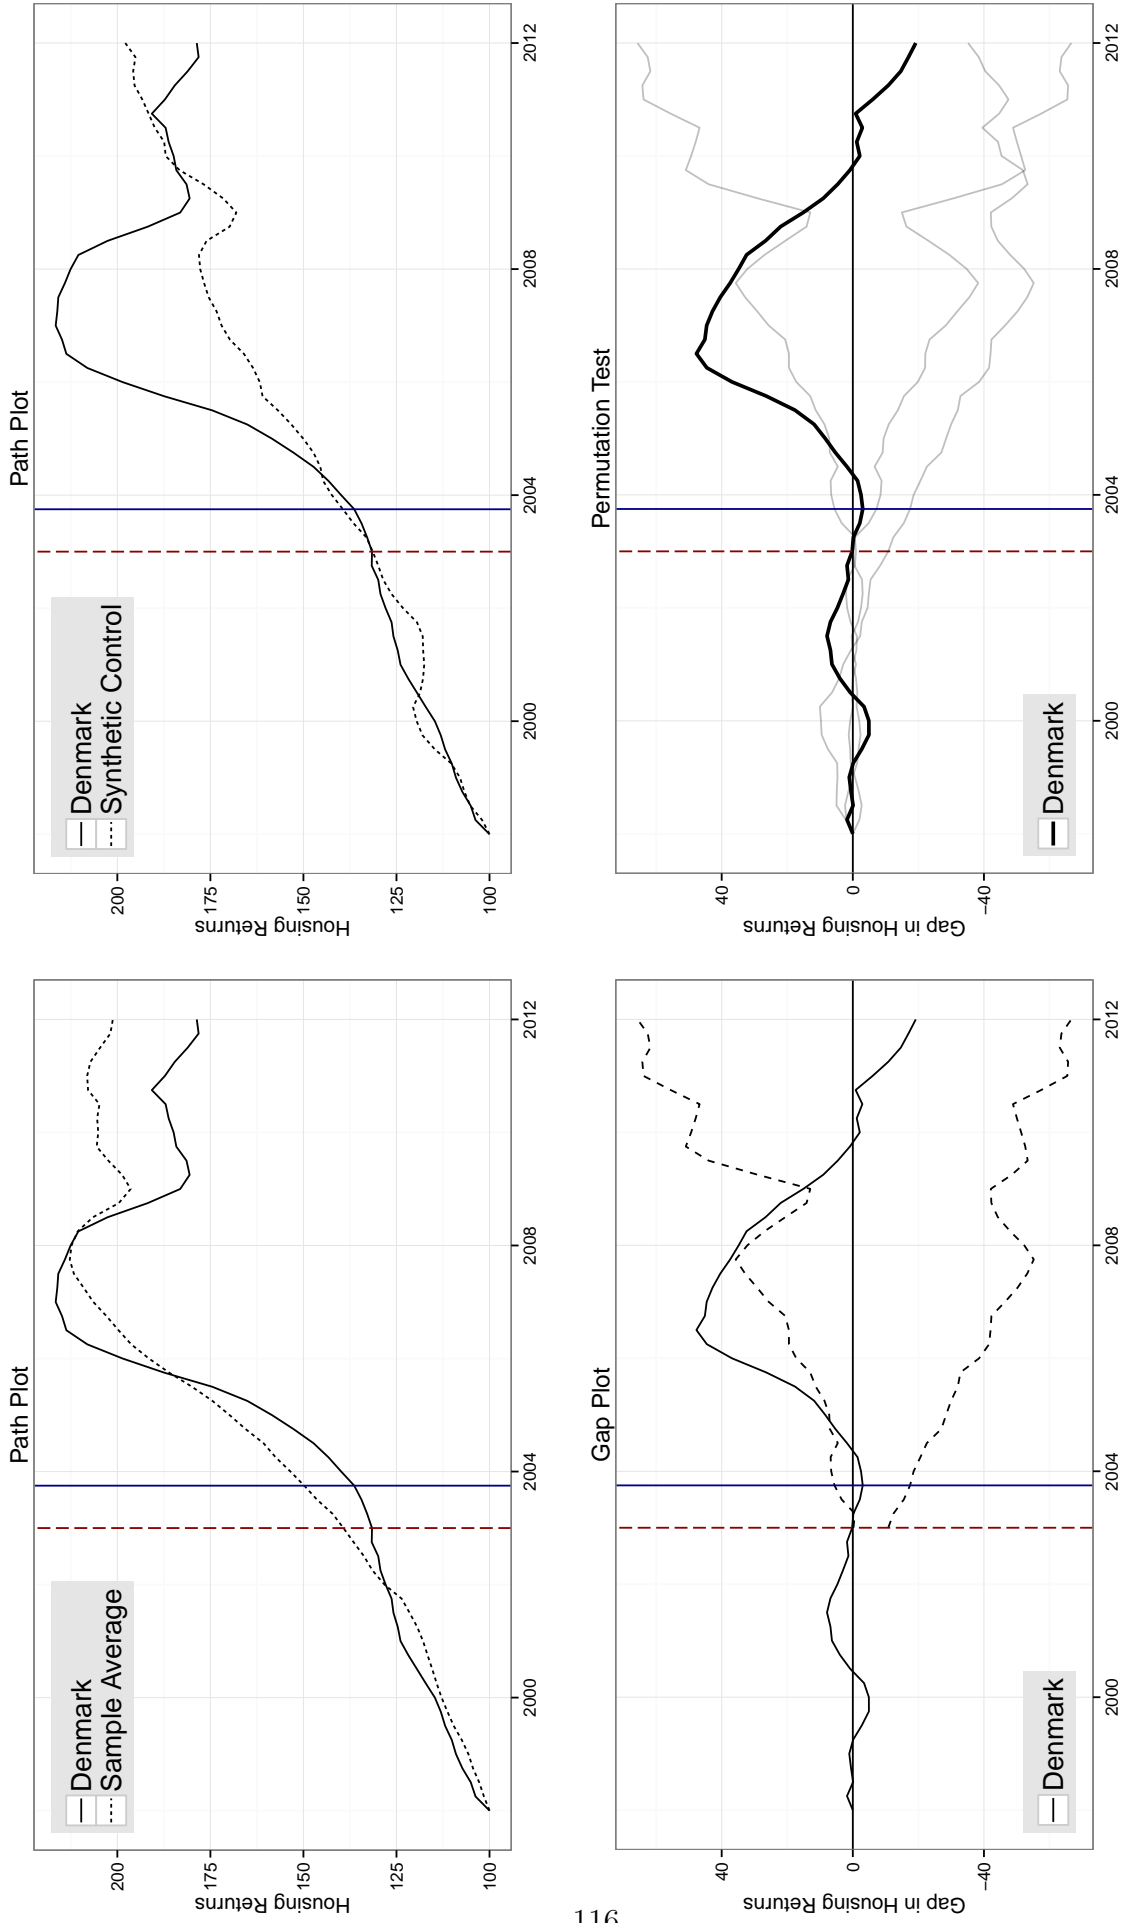 Path Plot
Housing Returns
200
175
150
125
100
2000
2004
2008
2012
Denmark
Sample Average
Path Plot
Housing Returns
200
175
150
125
100
2000
2004
2008
2012
Denmark
Synthetic Control
Gap Plot
Gap in Housing Returns
40
0
−40
2000
2004
2008
2012
Denmark
Permutation Test
Gap in Housing Returns
40
0
−40
2000
2004
2008
2012
Denmark
116